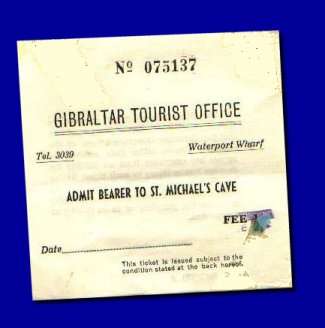 Nº 075137
GIBRALTAR TOURIST OFFICE
Tel. 3039 Waterport Wharf
ADMIT BEARER TO ST. MICHAEL'S CAVE
FEE
Date
This ticket is issued subject to the
condition stated at the back hereof.